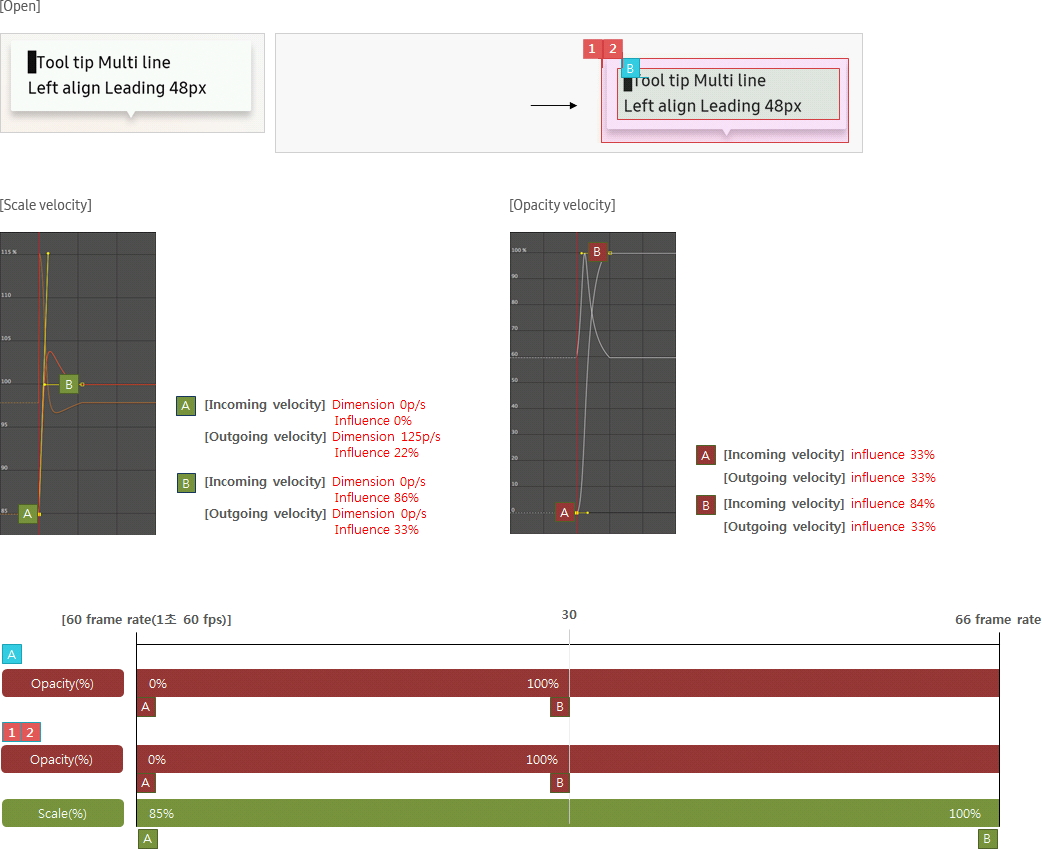 [Open]
Tool tip Multi line
Left align Leading 48px
1 2
B
Tool tip Multi line
Left align Leading 48px
[Scale velocity]
[Opacity velocity]
115 %
110
105
100
95
90
85
B
A
100 %
90
80
70
60
50
40
30
20
10
0
B
A
A [Incoming velocity] Dimension 0p/s
Influence 0%
[Outgoing velocity] Dimension 125p/s
Influence 22%
B [Incoming velocity] Dimension 0p/s
Influence 86%
[Outgoing velocity] Dimension 0p/s
Influence 33%
A [Incoming velocity] influence 33%
[Outgoing velocity] influence 33%
B [Incoming velocity] influence 84%
[Outgoing velocity] influence 33%
[60 frame rate(1초 60 fps)]
30
66 frame rate
A
Opacity(%) 0% 100%
A B
1 2
Opacity(%) 0% 100%
A B
Scale(%) 85% 100%
A B